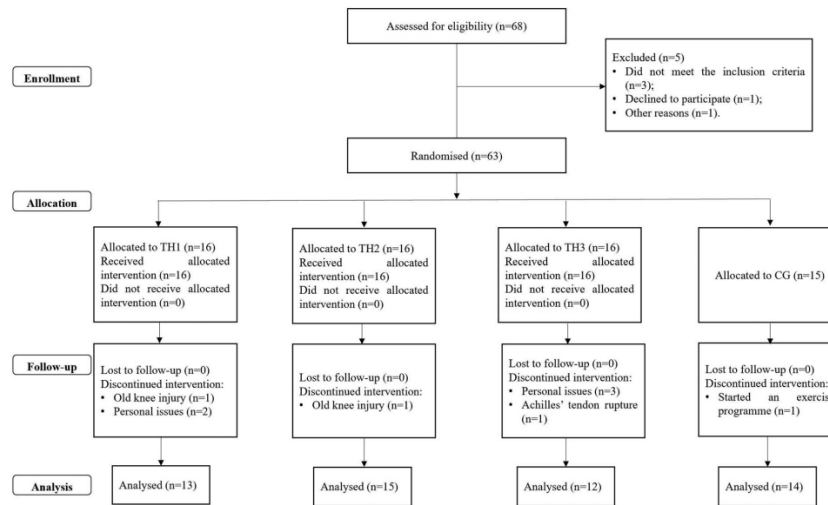 Assessed for eligibility (n=68)
Enrollment
Excluded (n=5)
• Did not meet the inclusion criteria
(n=3);
• Declined to participate (n=1);
• Other reasons (n=1).
Randomised (n=63)
Allocation
Allocated to TH1 (n=16)
Received allocated
intervention (n=16)
Did not receive allocated
intervention (n=0)
Allocated to TH2 (n=16)
Received allocated
intervention (n=16)
Did not receive allocated
intervention (n=0)
Allocated to TH3 (n=16)
Received allocated
intervention (n=16)
Did not receive allocated
intervention (n=0)
Allocated to CG (n=15)
Follow-up
Lost to follow-up (n=0)
Discontinued intervention:
• Old knee injury (n=1)
• Personal issues (n=2)
Lost to follow-up (n=0)
Discontinued intervention:
• Old knee injury (n=1)
Lost to follow-up (n=0)
Discontinued intervention:
• Personal issues (n=3)
• Achilles’ tendon rupture
(n=1)
Lost to follow-up (n=0)
Discontinued intervention:
• Started an exercis
programme (n=1)
Analysis
Analysed (n=13)
Analysed (n=15)
Analysed (n=12)
Analysed (n=14)